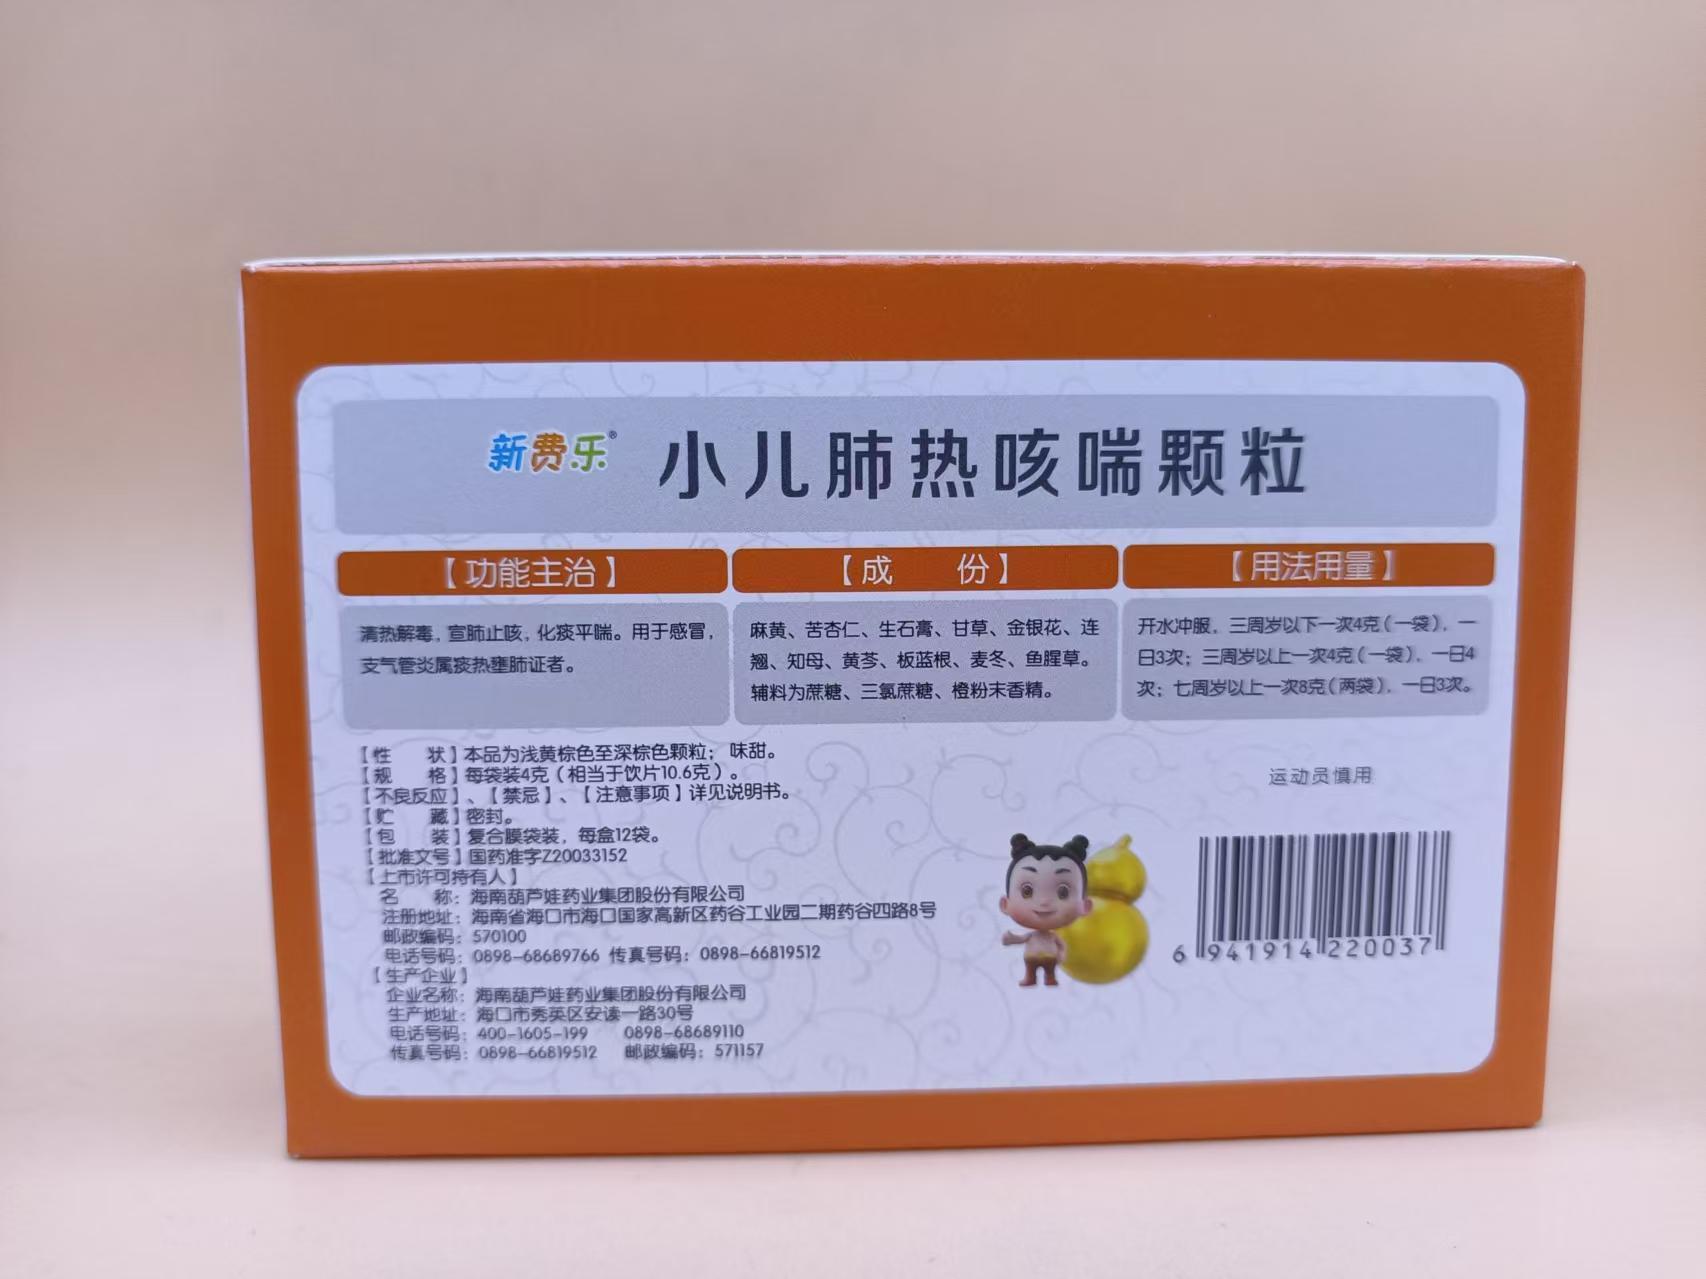 新费乐® 小儿肺热咳喘颗粒
【功能主治】
清热解毒，宣肺止咳，化痰平喘。用于感冒，
支气管炎属痰热壅肺证者。
【成 份】
麻黄、苦杏仁、生石膏、甘草、金银花、连
翘、知母、黄芩、板蓝根、麦冬、鱼腥草。
辅料为蔗糖、三氯蔗糖、橙粉末香精。
【用法用量】
开水冲服，三周岁以下一次4克（一袋），一
日3次；三周岁以上一次4克（一袋），一日4
次；七周岁以上一次8克（两袋），一日3次。
【性 状】本品为浅黄棕色至深棕色颗粒；味甜。
【规 格】每袋装4克（相当于饮片10.6克）。
【不良反应】、【禁忌】、【注意事项】详见说明书。
【贮 藏】密封。
【包 装】复合膜袋装，每盒12袋。
【批准文号】国药准字Z20033152
【上市许可持有人】
名 称：海南葫芦娃药业集团股份有限公司
注册地址：海南省海口市海口国家高新区药谷工业园二期药谷四路8号
邮政编码：570100
电话号码：0898-68689766 传真号码：0898-66819512
【生产企业】
企业名称：海南葫芦娃药业集团股份有限公司
生产地址：海口市秀英区安读一路30号
电话号码：400-1605-199 0898-68689110
传真号码：0898-66819512 邮政编码：571157
运动员慎用
6 941914 220037